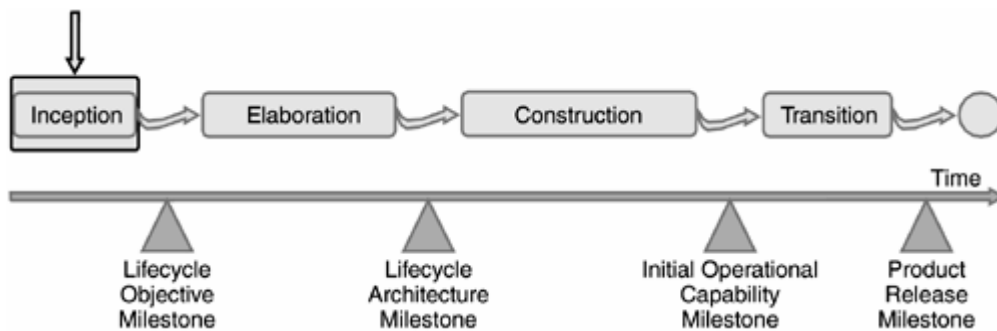 Inception
Elaboration
Construction
Transition
Time
Lifecycle
Objective
Milestone
Lifecycle
Architecture
Milestone
Initial Operational
Capability
Milestone
Product
Release
Milestone